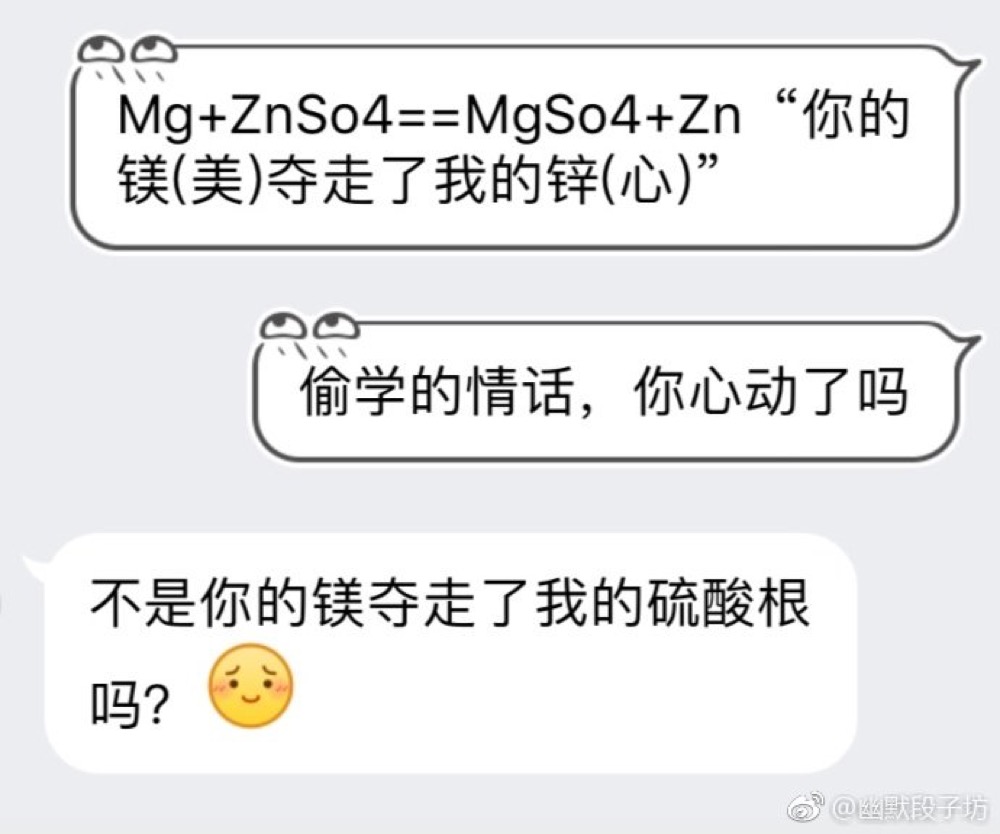 Mg+ZnSo4==MgSo4+Zn“你的
镁(美)夺走了我的锌(心)”
偷学的情话，你心动了吗
不是你的镁夺走了我的硫酸根
吗？
@幽默段子坊